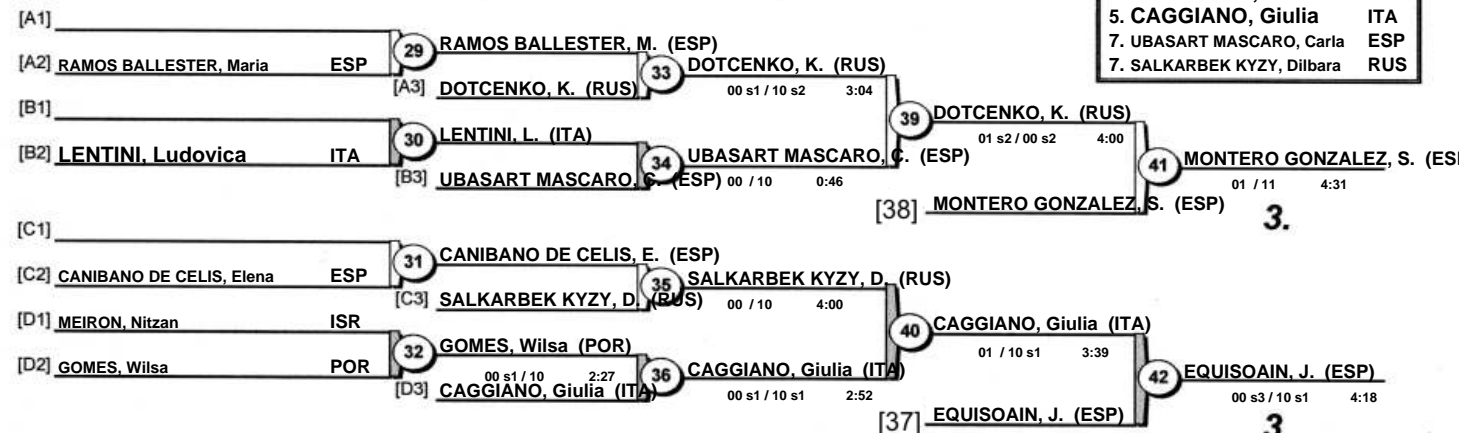 5. CAGGIANO, Giulia ITA
7. UBASART MASCARO, Carla ESP
7. SALKARBEK KYZY, Dilbara RUS
[A1]
29 RAMOS BALLESTER, M. (ESP)
[A2] RAMOS BALLESTER, Maria ESP
33 DOTCENKO, K. (RUS)
[A3] DOTCENKO, K. (RUS)
00 s1 / 10 s2 3:04
[B1]
39 DOTCENKO, K. (RUS)
30 LENTINI, L. (ITA)
01 s2 / 00 s2 4:00
[B2] LENTINI, Ludovica ITA
34 UBASART MASCARO, C. (ESP)
41 MONTERO GONZALEZ, S. (ES
[B3] UBASART MASCARO, C. (ESP)
00 / 10 0:46
01 / 11 4:31
[38] MONTERO GONZALEZ, S. (ESP)
3.
[C1]
31 CANIBANO DE CELIS, E. (ESP)
[C2] CANIBANO DE CELIS, Elena ESP
35 SALKARBEK KYZY, D. (RUS)
[C3] SALKARBEK KYZY, D. (RUS)
00 / 10 4:00
[D1] MEIRON, Nitzan ISR
40 CAGGIANO, Giulia (ITA)
32 GOMES, Wilsa (POR)
01 / 10 s1 3:39
[D2] GOMES, Wilsa POR
00 s1 / 10 2:27
36 CAGGIANO, Giulia (ITA)
42 EQUISOAIN, J. (ESP)
[D3] CAGGIANO, Giulia (ITA)
00 s1 / 10 s1 2:52
00 s3 / 10 s1 4:18
[37] EQUISOAIN, J. (ESP)
3